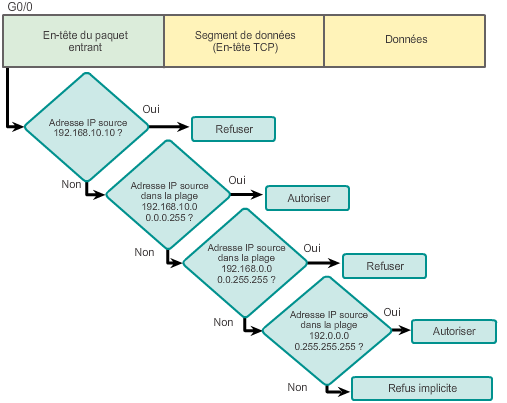 G0/0
En-tête du paquet
entrant
Segment de données
(En-tête TCP)
Données
Adresse IP source
192.168.10.10 ?
Oui
Refuser
Non
Adresse IP source
dans la plage
192.168.10.0
0.0.0.255 ?
Oui
Autoriser
Non
Adresse IP source
dans la plage
192.168.0.0
0.0.255.255 ?
Oui
Refuser
Non
Adresse IP source
dans la plage
192.0.0.0
0.255.255.255 ?
Oui
Autoriser
Non
Refus implicite